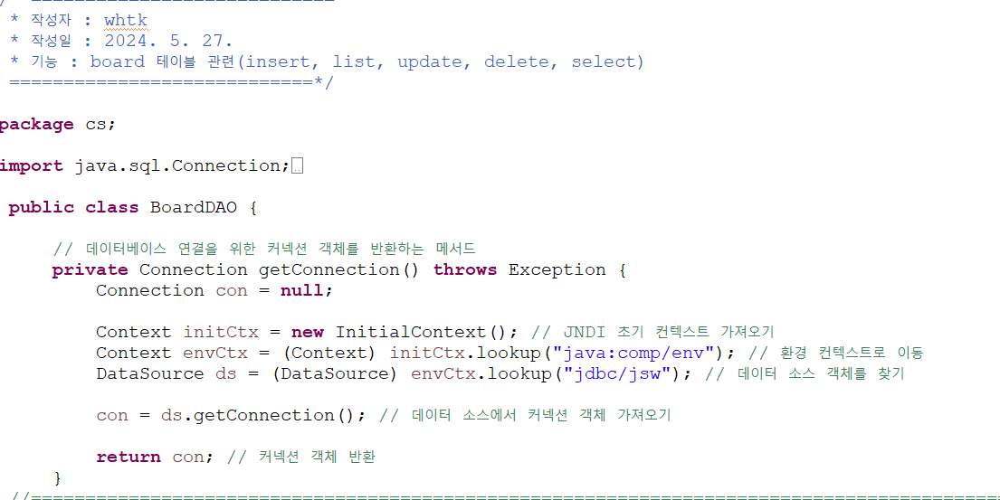 /* ============================
* 작성자 : whtk
* 작성일 : 2024. 5. 27.
* 기능 : board 테이블 관련(insert, list, update, delete, select)
============================*/
package cs;
import java.sql.Connection;
public class BoardDAO {
// 데이터베이스 연결을 위한 커넥션 객체를 반환하는 메서드
private Connection getConnection() throws Exception {
Connection con = null;
Context initCtx = new InitialContext(); // JNDI 초기 컨텍스트 가져오기
Context envCtx = (Context) initCtx.lookup("java:comp/env"); // 환경 컨텍스트로 이동
DataSource ds = (DataSource) envCtx.lookup("jdbc/jsw"); // 데이터 소스 객체를 찾기
con = ds.getConnection(); // 데이터 소스에서 커넥션 객체 가져오기
return con; // 커넥션 객체 반환
}
//==========================================================================================